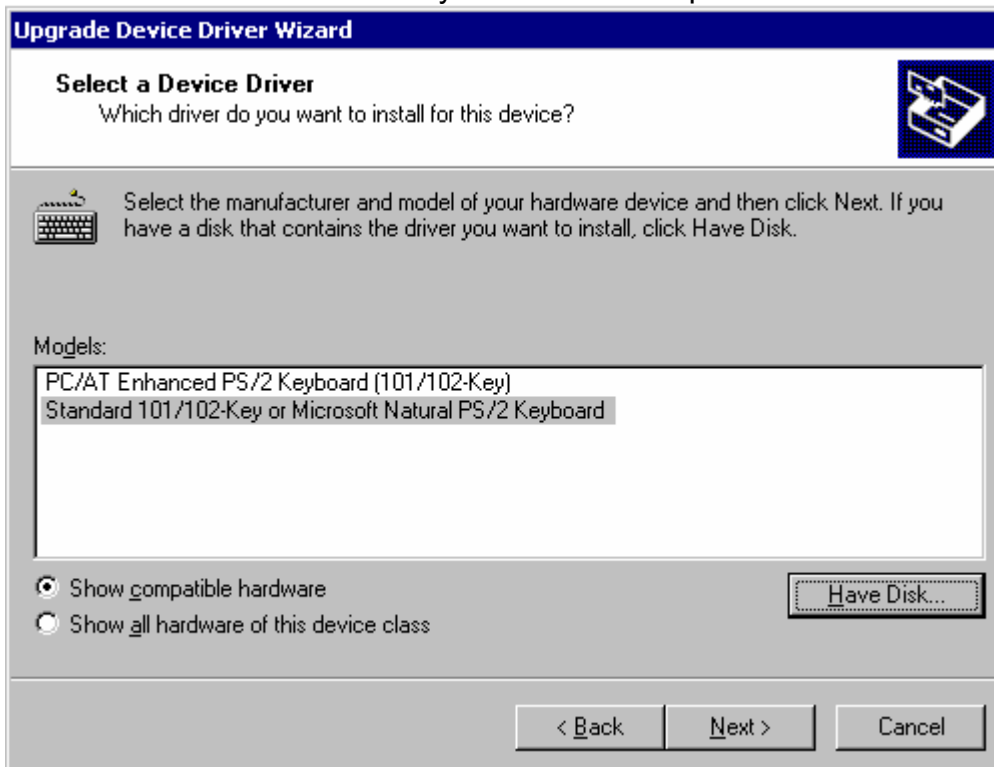 Upgrade Device Driver Wizard
Select a Device Driver
Which driver do you want to install for this device?
Select the manufacturer and model of your hardware device and then click Next. If you
have a disk that contains the driver you want to install, click Have Disk.
Models:
PC/AT Enhanced PS/2 Keyboard (101/102-Key)
Standard 101/102-Key or Microsoft Natural PS/2 Keyboard
Show compatible hardware
Have Disk...
Show all hardware of this device class
< Back Next > Cancel